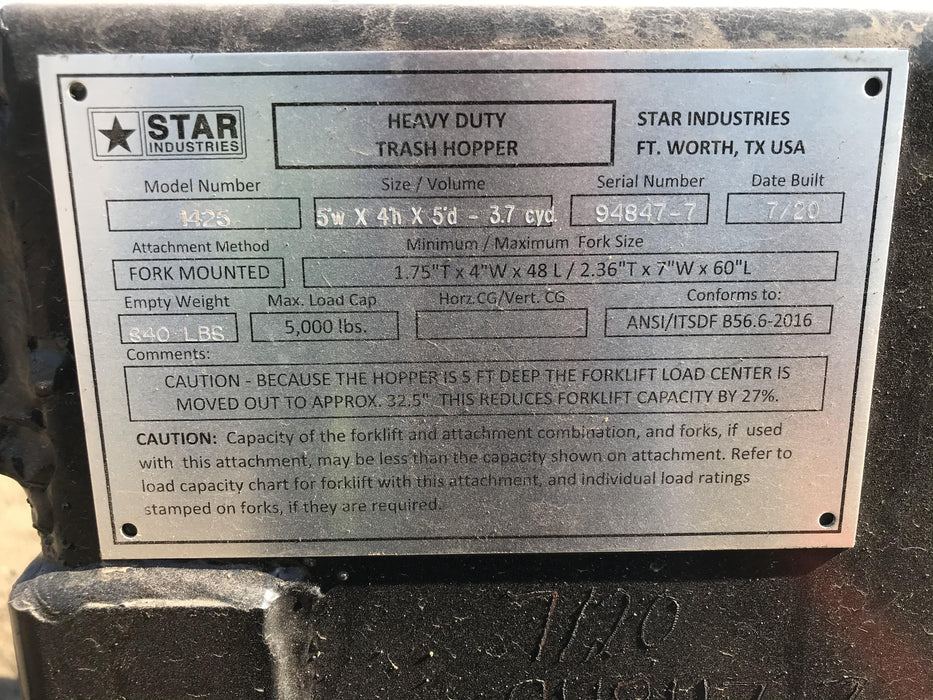 STAR
INDUSTRIES
HEAVY DUTY
TRASH HOPPER
STAR INDUSTRIES
FT. WORTH, TX USA
Model Number
Size / Volume
Serial Number
Date Built
1425
5'w X 4'h X 5'd - 3.7 cyd
94847-7
7/20
Attachment Method
Minimum / Maximum Fork Size
FORK MOUNTED
1.75"T x 4"W x 48 L / 2.36"T x 7"W x 60"L
Empty Weight
Max. Load Cap
Horz.CG/Vert. CG
Conforms to:
840 LBS
5,000 lbs.
ANSI/ITSDF B56.6-2016
Comments:
CAUTION - BECAUSE THE HOPPER IS 5 FT DEEP THE FORKLIFT LOAD CENTER IS
MOVED OUT TO APPROX. 32.5" THIS REDUCES FORKLIFT CAPACITY BY 27%.
CAUTION: Capacity of the forklift and attachment combination, and forks, if used
with this attachment, may be less than the capacity shown on attachment. Refer to
load capacity chart for forklift with this attachment, and individual load ratings
stamped on forks, if they are required.
7/20